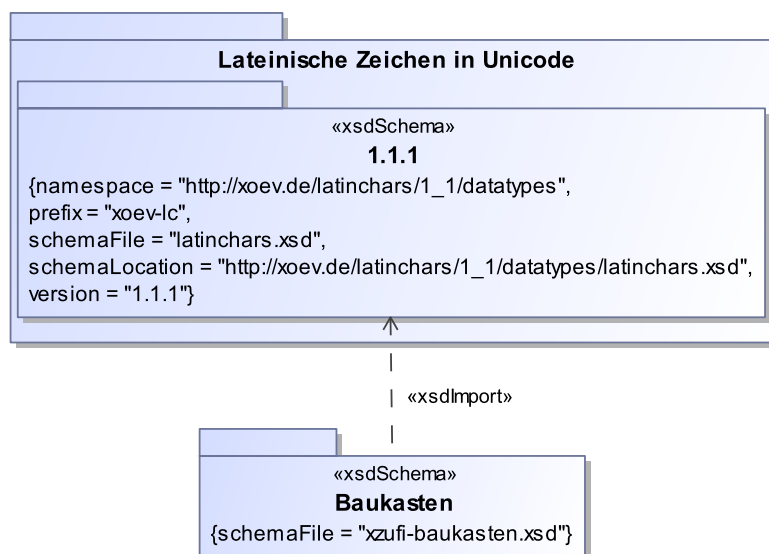 Lateinische Zeichen in Unicode
«xsdSchema»
1.1.1
{namespace = "http://xoev.de/latinchars/1_1/datatypes",
prefix = "xoev-lc",
schemaFile = "latinchars.xsd",
schemaLocation = "http://xoev.de/latinchars/1_1/datatypes/latinchars.xsd",
version = "1.1.1"}
«xsdImport»
«xsdSchema»
Baukasten
{schemaFile = "xzufi-baukasten.xsd"}